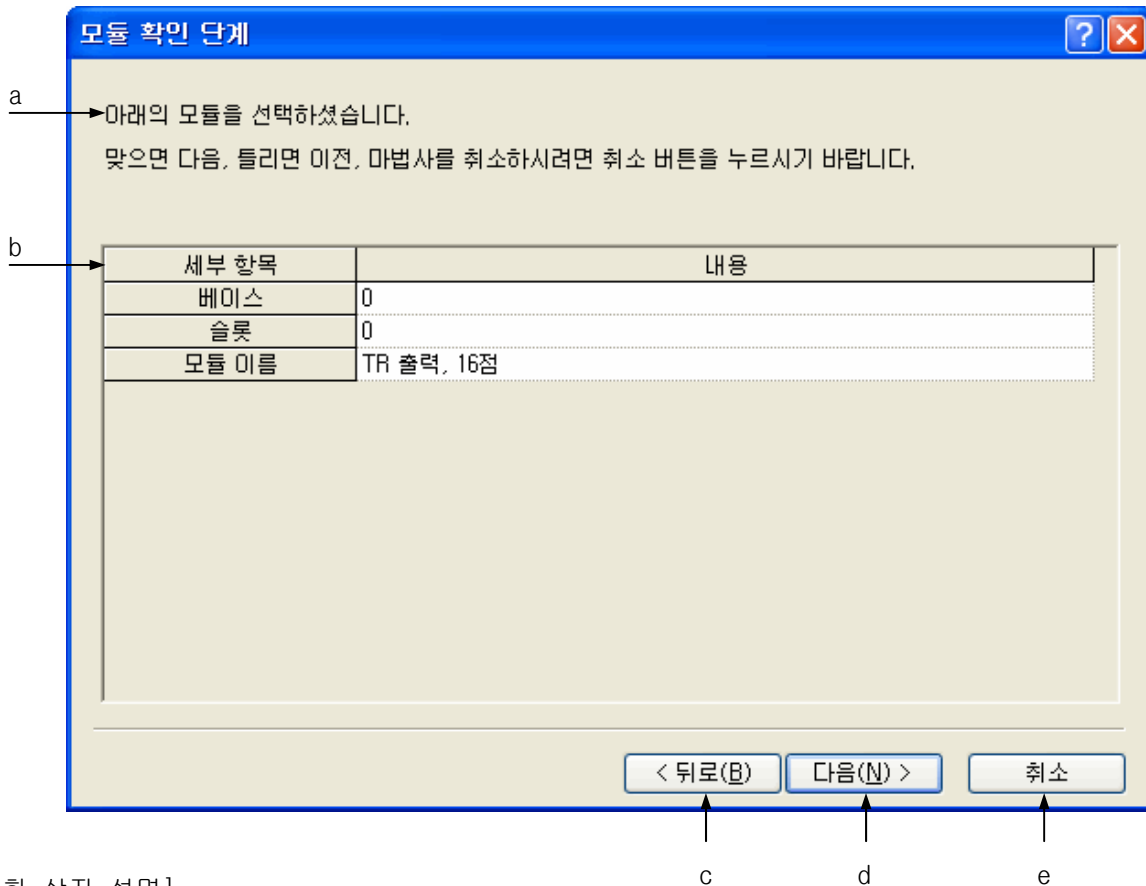 모듈 확인 단계
a
아래의 모듈을 선택하셨습니다.
맞으면 다음, 틀리면 이전, 마법사를 취소하시려면 취소 버튼을 누르시기 바랍니다.
b
세부 항목 내용
베이스 0
슬롯 0
모듈 이름 TR 출력, 16점
< 뒤로(B) 다음(N) > 취소
c d e